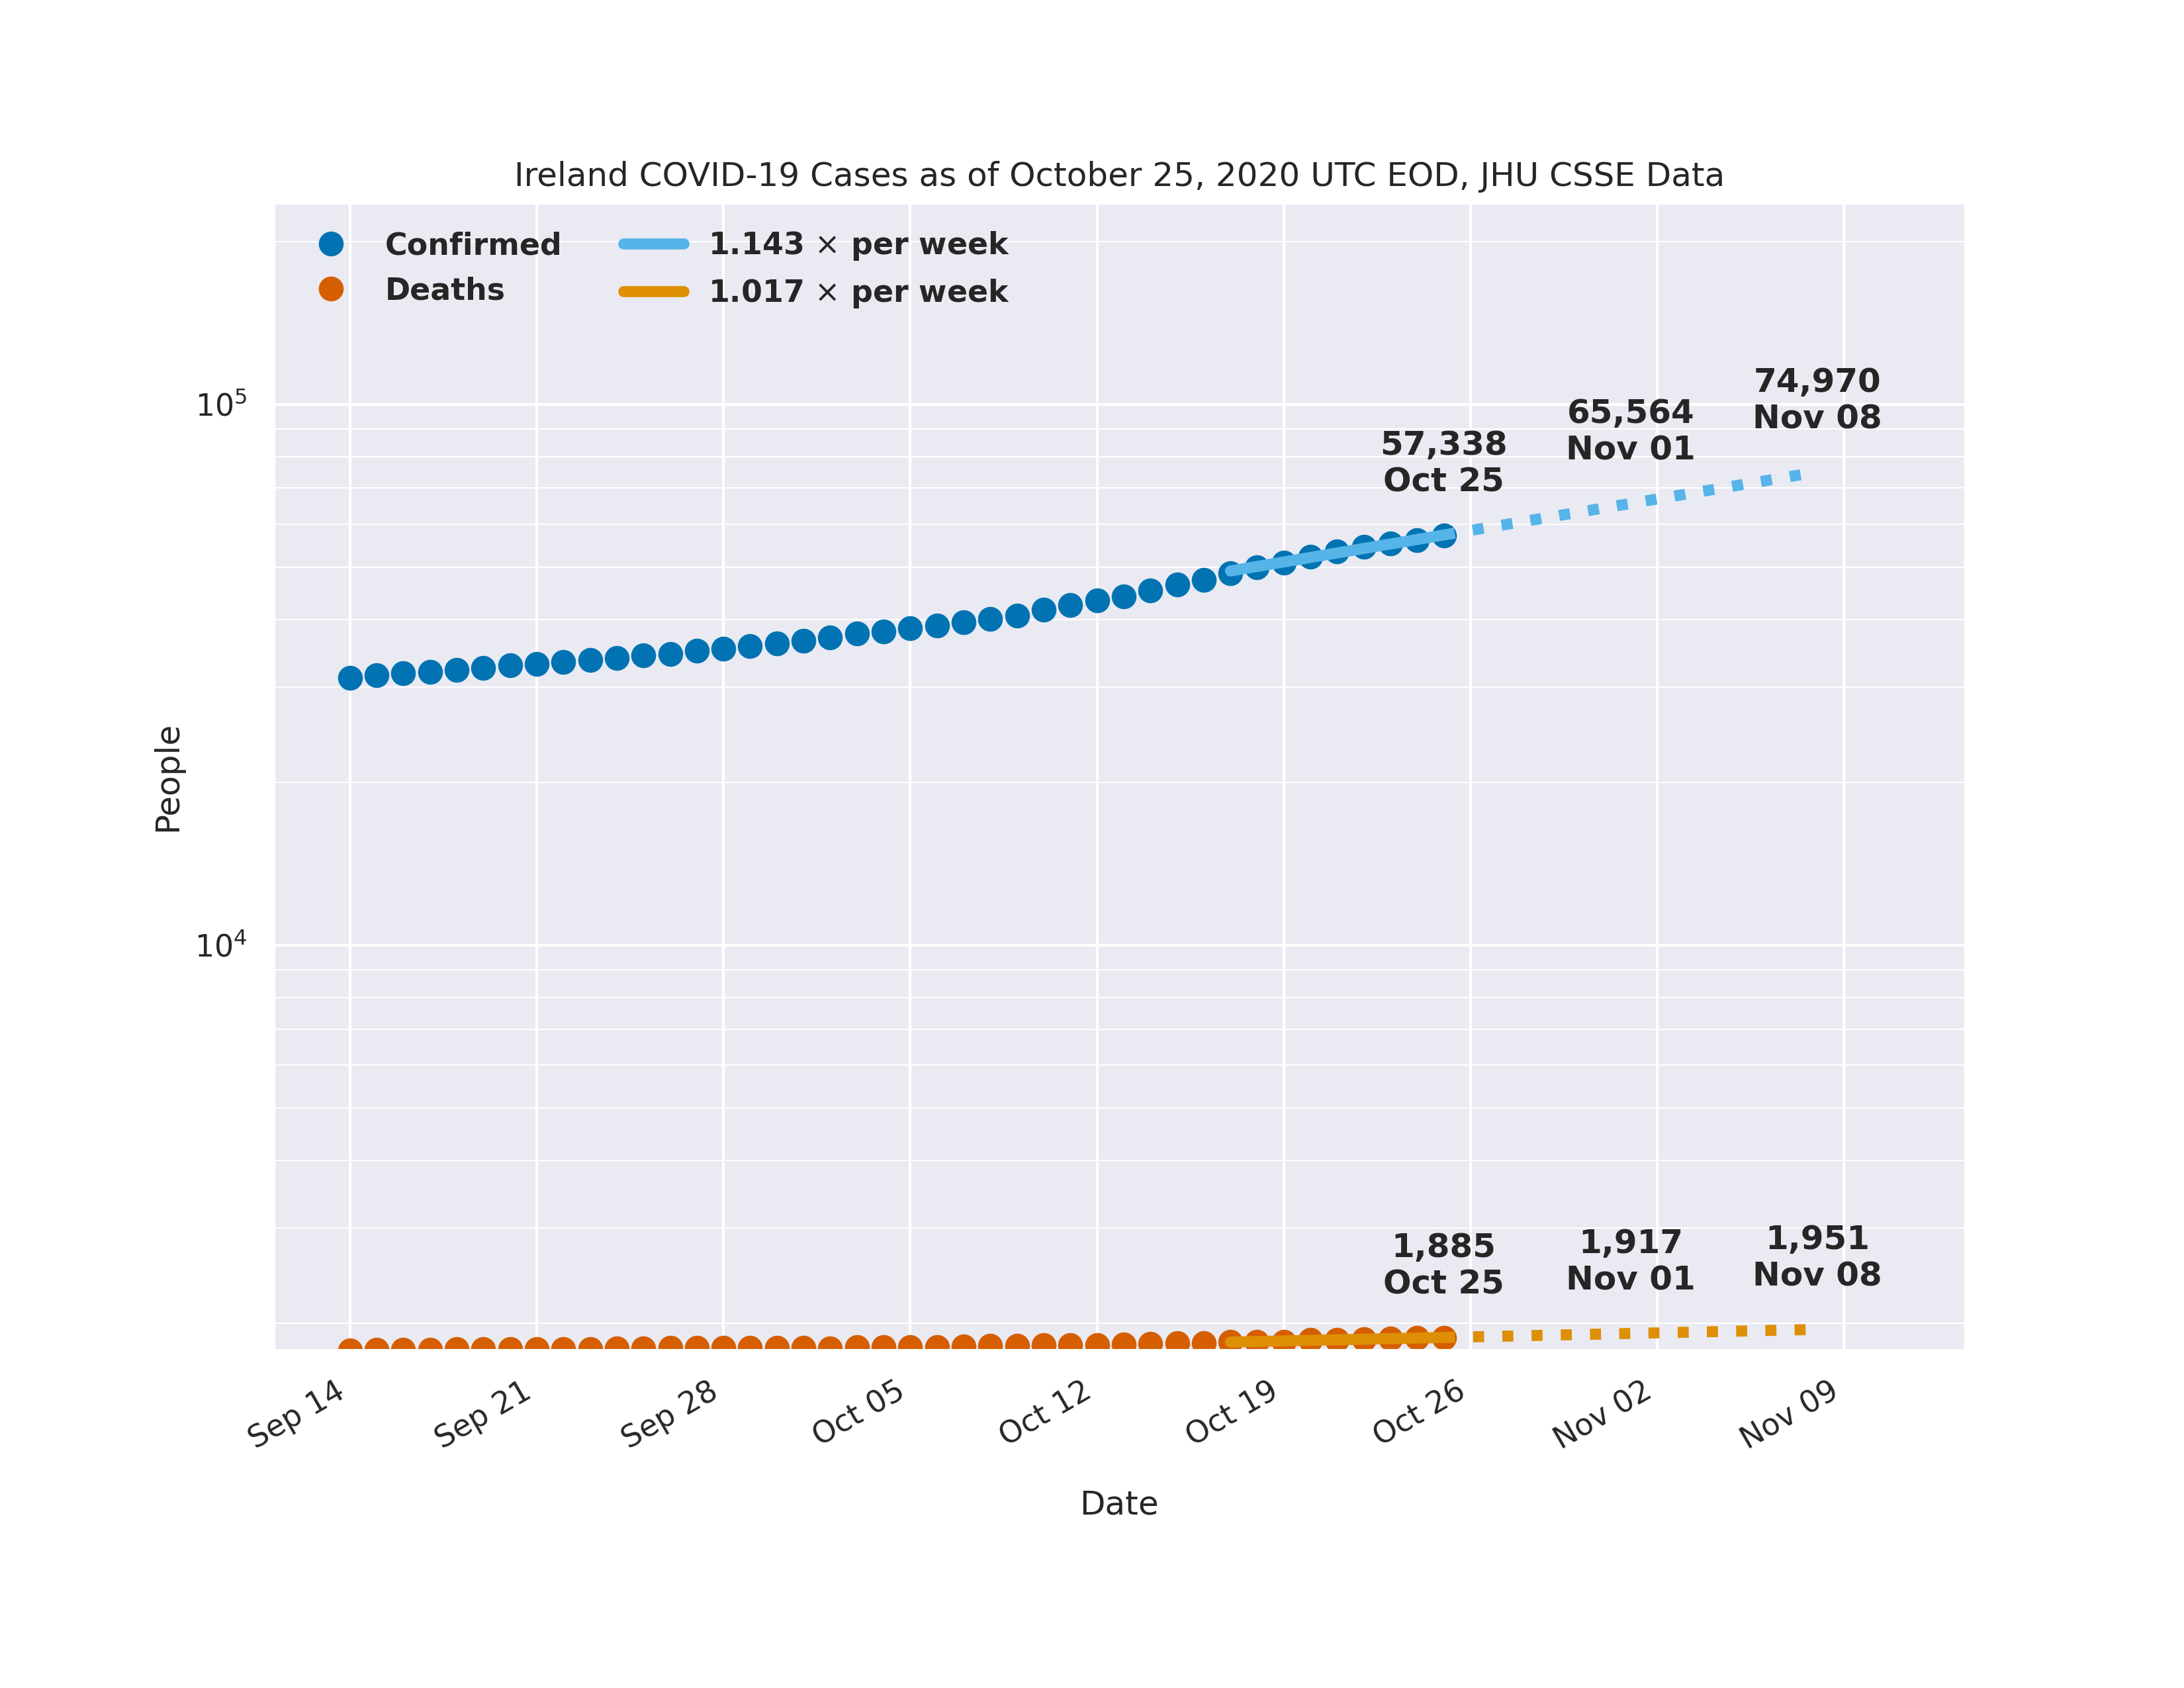 Ireland COVID-19 Cases as of October 25, 2020 UTC EOD, JHU CSSE Data
Confirmed
Deaths
1.143 × per week
1.017 × per week
10⁵
10⁴
People
57,338
Oct 25
65,564
Nov 01
74,970
Nov 08
1,885
Oct 25
1,917
Nov 01
1,951
Nov 08
Sep 14
Sep 21
Sep 28
Oct 05
Oct 12
Oct 19
Oct 26
Nov 02
Nov 09
Date